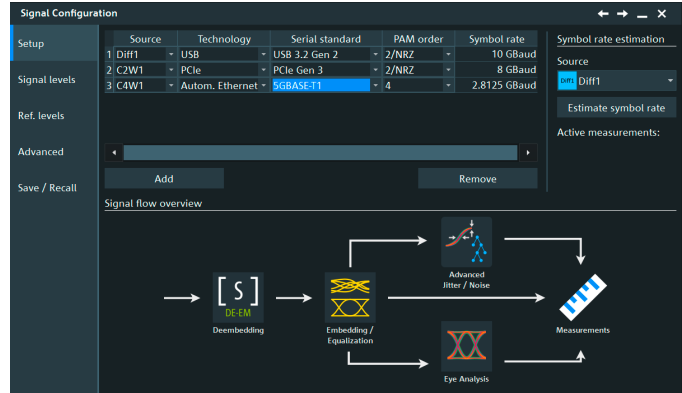 Signal Configuration
Setup
Signal levels
Ref. levels
Advanced
Save / Recall
Source Technology Serial standard PAM order Symbol rate
1 Diff1 USB USB 3.2 Gen 2 2/NRZ 10 GBaud
2 C2W1 PCIe PCIe Gen 3 2/NRZ 8 GBaud
3 C4W1 Autom. Ethernet 5GBASE-T1 4 2.8125 GBaud
Add Remove
Symbol rate estimation
Source
Diff1 Diff1
Estimate symbol rate
Active measurements:
Signal flow overview
[ S ]
DE-EM
Deembedding
Embedding /
Equalization
Advanced
Jitter / Noise
Eye Analysis
Measurements